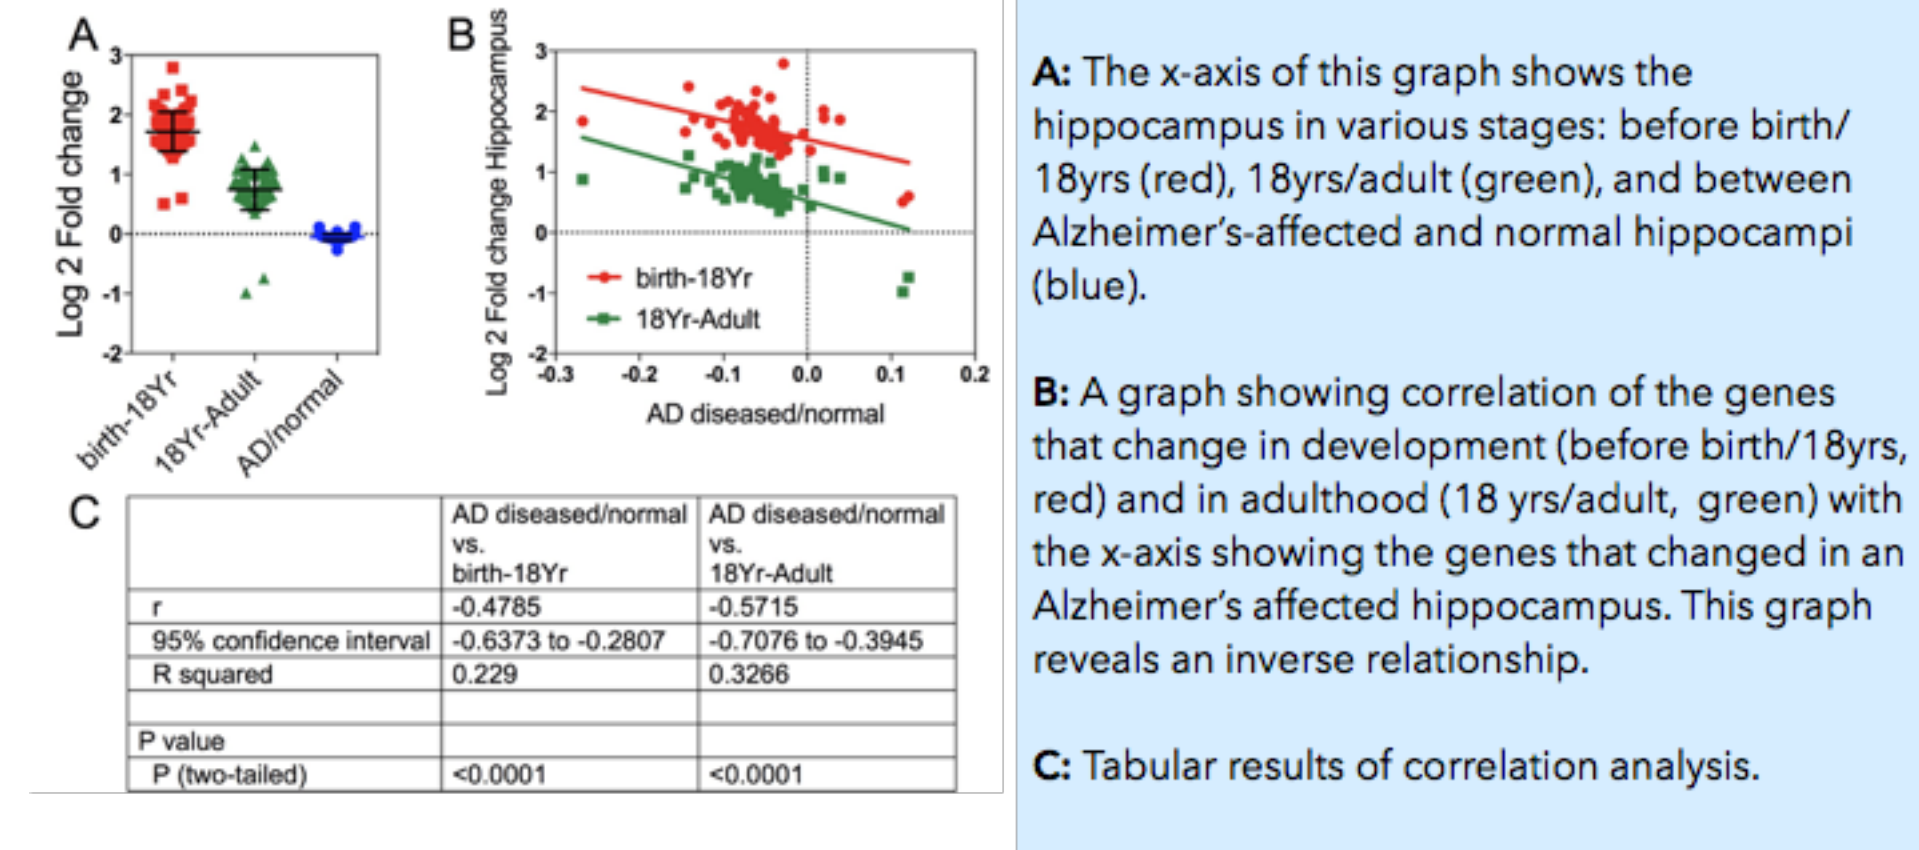 A
Log 2 Fold change
3
2
1
0
-1
-2
birth-18Yr
18Yr-Adult
AD/normal
B
Log 2 Fold change Hippocampus
3
2
1
0
-1
-2
birth-18Yr
18Yr-Adult
-0.3 -0.2 -0.1 0.0 0.1 0.2
AD diseased/normal
C
AD diseased/normal AD diseased/normal
vs. vs.
birth-18Yr 18Yr-Adult
r -0.4785 -0.5715
95% confidence interval -0.6373 to -0.2807 -0.7076 to -0.3945
R squared 0.229 0.3266
P value
P (two-tailed) <0.0001 <0.0001
A: The x-axis of this graph shows the
hippocampus in various stages: before birth/
18yrs (red), 18yrs/adult (green), and between
Alzheimer's-affected and normal hippocampi
(blue).
B: A graph showing correlation of the genes
that change in development (before birth/18yrs,
red) and in adulthood (18 yrs/adult, green) with
the x-axis showing the genes that changed in an
Alzheimer's affected hippocampus. This graph
reveals an inverse relationship.
C: Tabular results of correlation analysis.